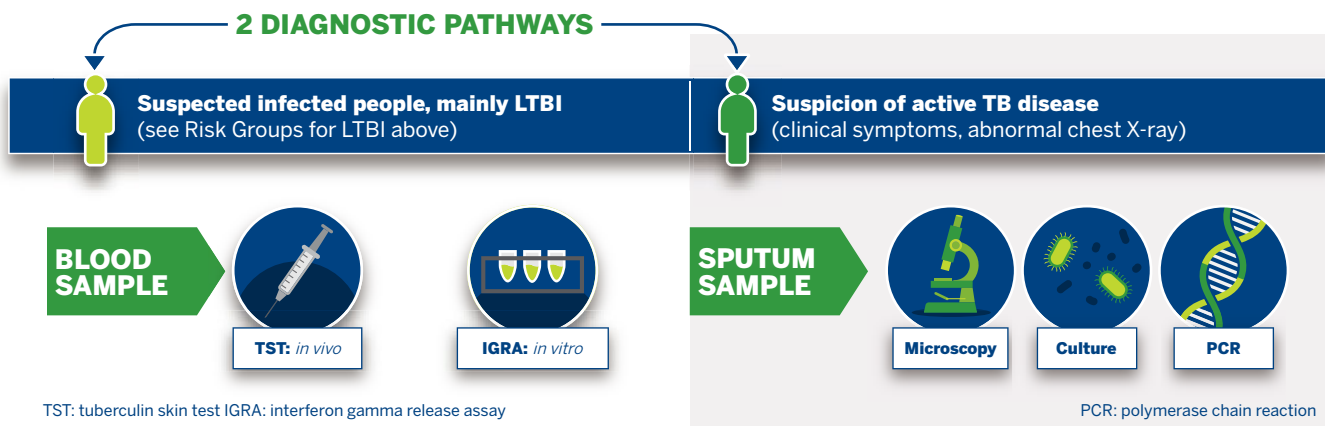 2 DIAGNOSTIC PATHWAYS
Suspected infected people, mainly LTBI
(see Risk Groups for LTBI above)
Suspicion of active TB disease
(clinical symptoms, abnormal chest X-ray)
BLOOD
SAMPLE
TST: in vivo
IGRA: in vitro
SPUTUM
SAMPLE
Microscopy
Culture
PCR
TST: tuberculin skin test IGRA: interferon gamma release assay
PCR: polymerase chain reaction